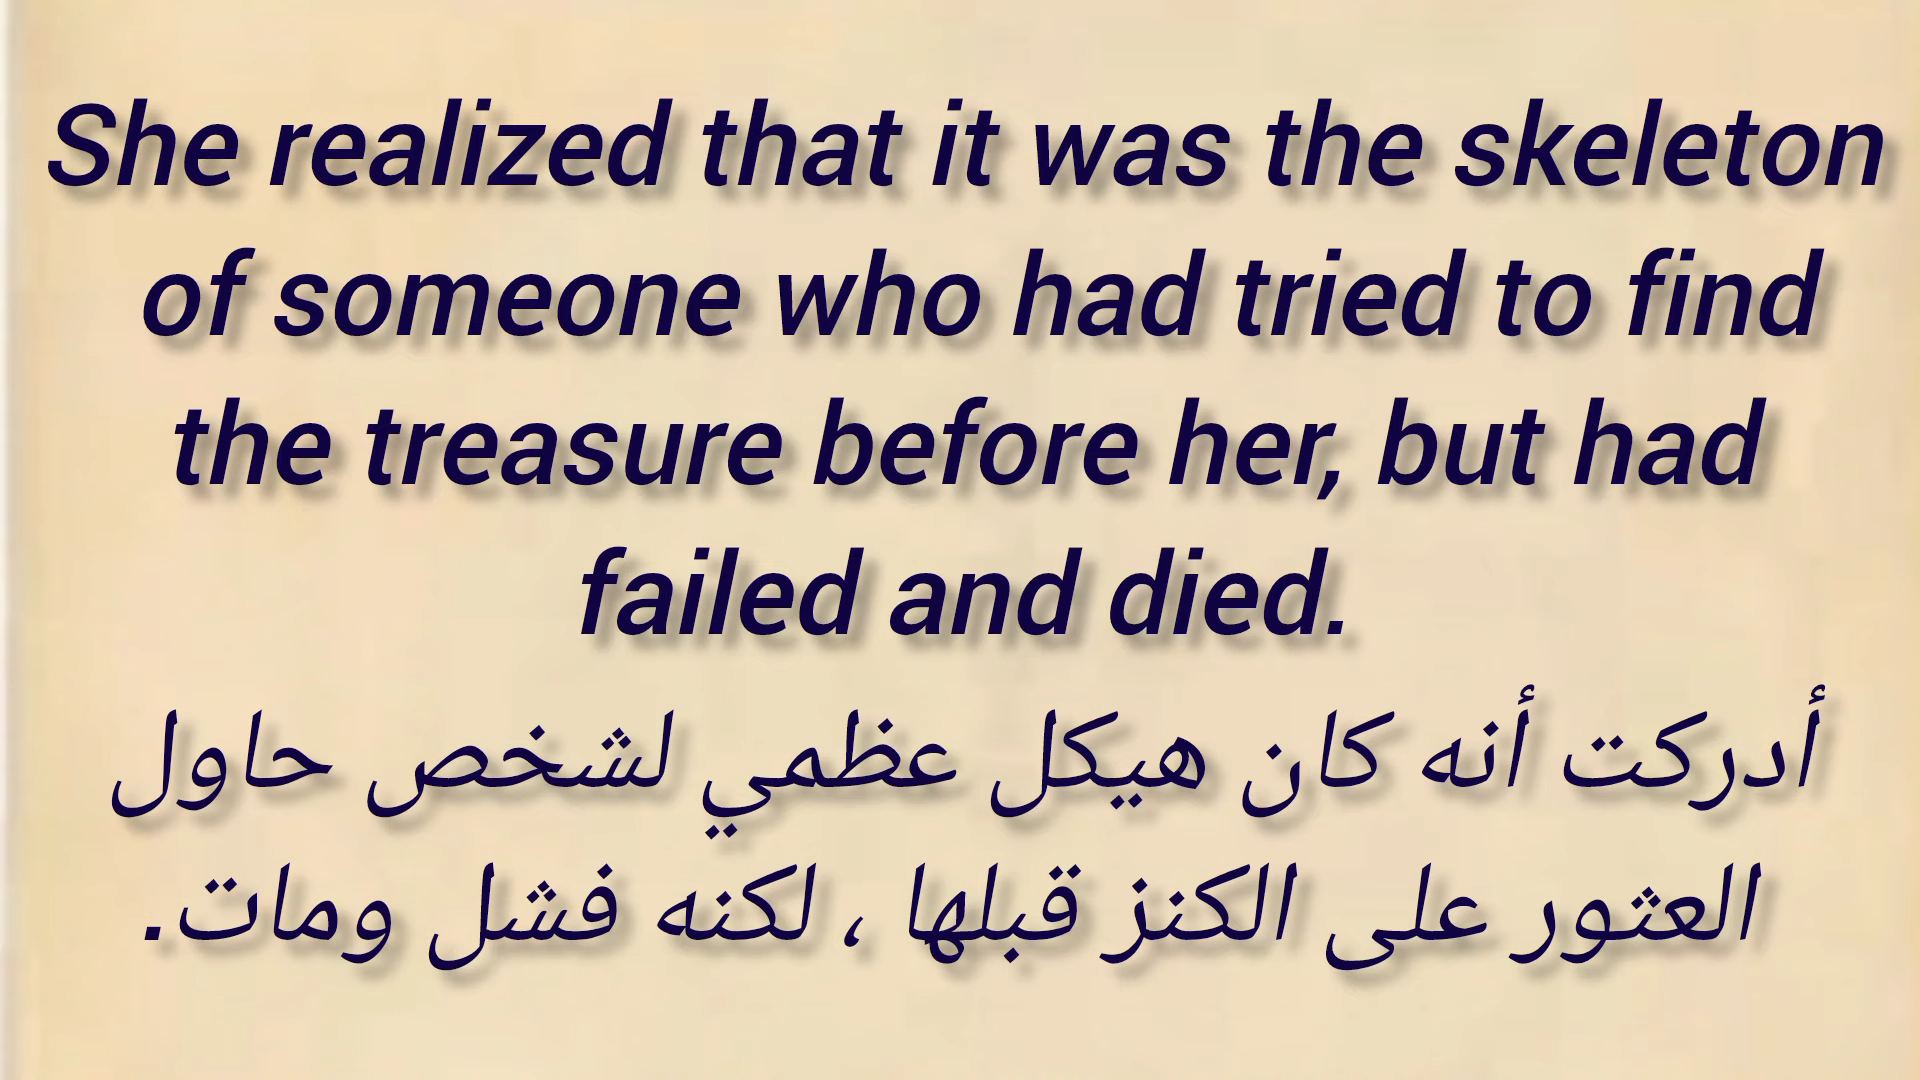 She realized that it was the skeleton
of someone who had tried to find
the treasure before her, but had
failed and died.
أدركت أنه كان هيكل عظمي لشخص حاول
العثور على الكنز قبلها ، لكنه فشل ومات.